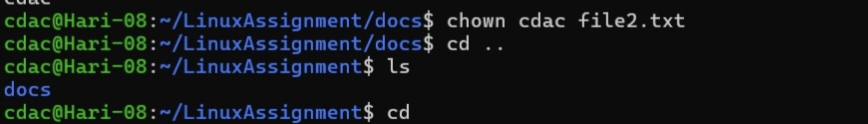 cdac@Hari-08:~/LinuxAssignment/docs$ chown cdac file2.txt
cdac@Hari-08:~/LinuxAssignment/docs$ cd ..
cdac@Hari-08:~/LinuxAssignment$ ls
docs
cdac@Hari-08:~/LinuxAssignment$ cd